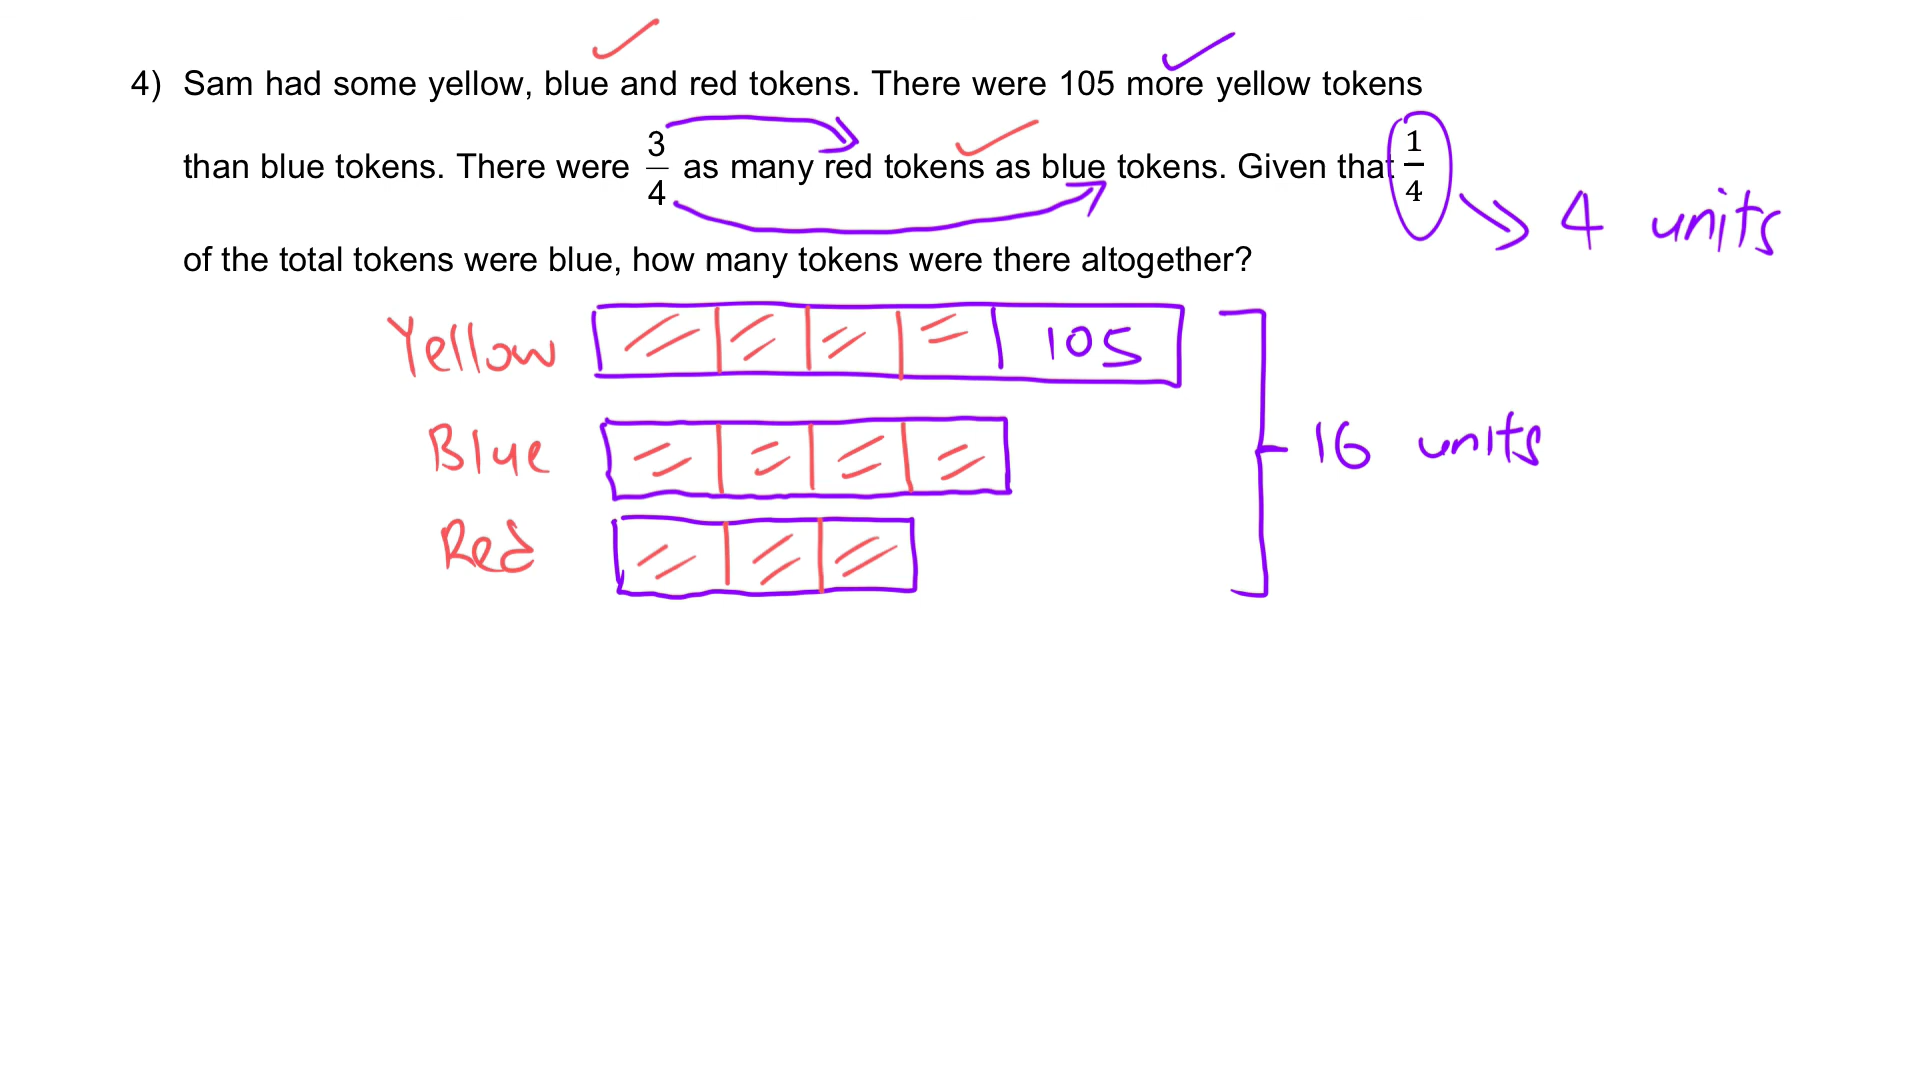 4) Sam had some yellow, blue and red tokens. There were 105 more yellow tokens
than blue tokens. There were 3/4 as many red tokens as blue tokens. Given that 1/4
4 units
of the total tokens were blue, how many tokens were there altogether?
Yellow 105
Blue 16 units
Red